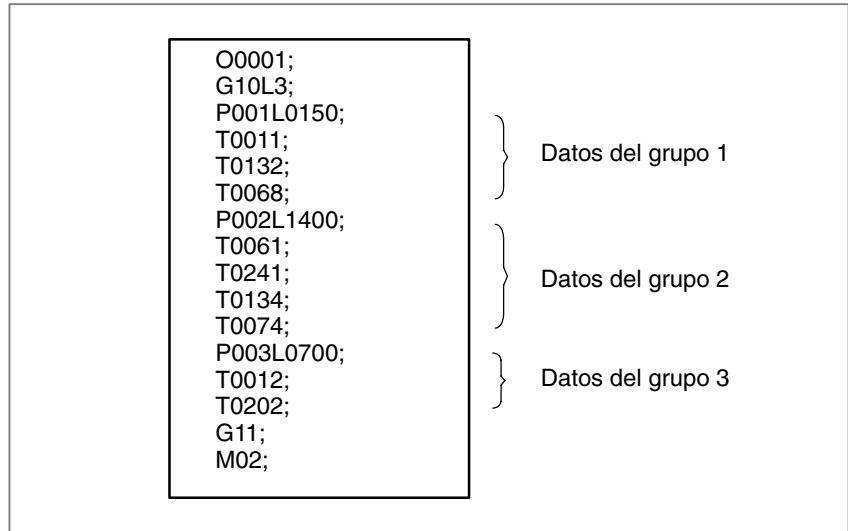 O0001;
G10L3;
P001L0150;
T0011;
T0132;
T0068;
Datos del grupo 1
P002L1400;
T0061;
T0241;
T0134;
T0074;
Datos del grupo 2
P003L0700;
T0012;
T0202;
Datos del grupo 3
G11;
M02;